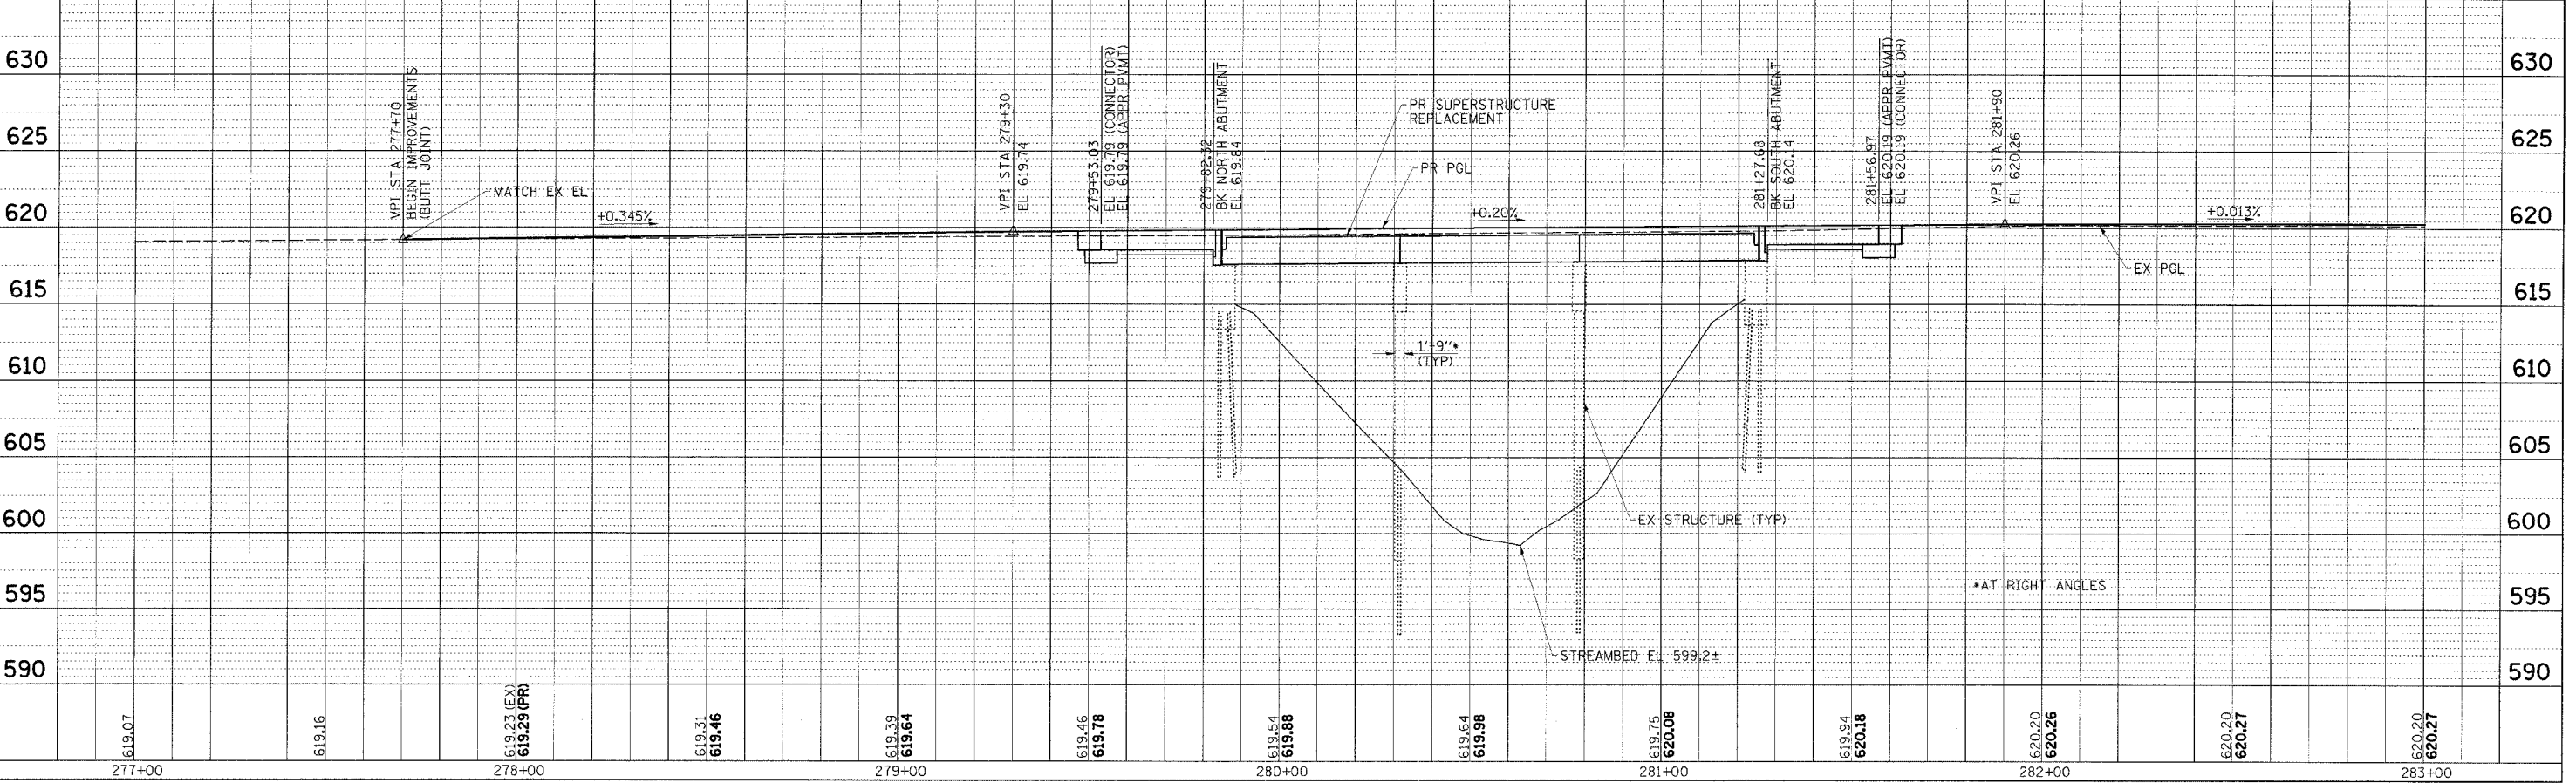 630
625
620
615
610
605
600
595
590
630
625
620
615
610
605
600
595
590
VPI STA 277+70
BEGIN IMPROVEMENTS
(BUTT JOINT)
MATCH EX EL
+0.345%
VPI STA 279+30
EL 619.74
279+53.03
EL 619.79 (CONNECTOR)
EL 619.79 (APPR PVMT)
279+82.32
BK NORTH ABUTMENT
EL 619.84
PR SUPERSTRUCTURE
REPLACEMENT
PR PGL
+0.20%
281+27.68
BK SOUTH ABUTMENT
EL 620.14
281+56.97
EL 620.19 (APPR PVMT)
EL 620.19 (CONNECTOR)
VPI STA 281+90
EL 620.26
+0.013%
EX PGL
1'-9"*
(TYP)
EX STRUCTURE (TYP)
*AT RIGHT ANGLES
STREAMBED EL 599.2±
619.07
619.16
619.23 (EX)
619.29 (PR)
619.31
619.46
619.39
619.64
619.46
619.78
619.54
619.88
619.64
619.98
619.75
620.08
619.94
620.18
620.20
620.26
620.20
620.27
620.20
620.27
277+00
278+00
279+00
280+00
281+00
282+00
283+00